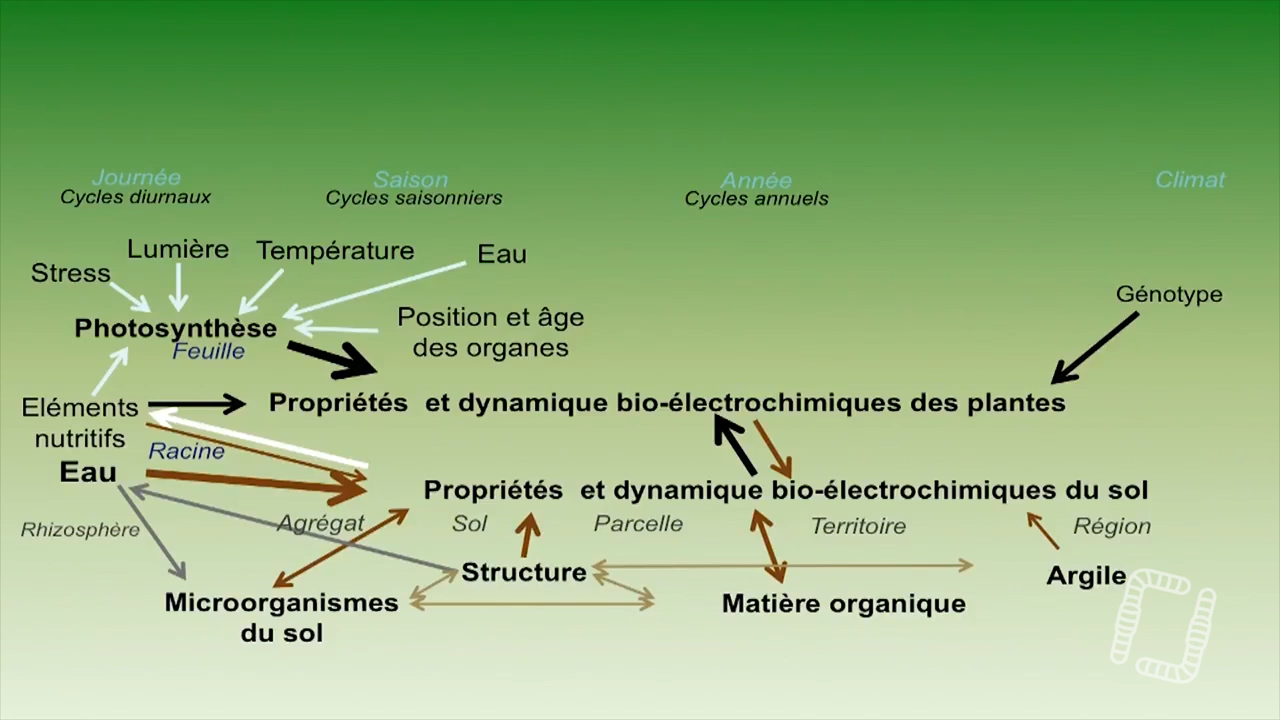 Journée
Cycles diurnaux
Saison
Cycles saisonniers
Année
Cycles annuels
Climat
Lumière
Température
Eau
Stress
Génotype
Position et âge
des organes
Photosynthèse
Feuille
Eléments
nutritifs
Eau
Propriétés et dynamique bio-électrochimiques des plantes
Racine
Propriétés et dynamique bio-électrochimiques du sol
Rhizosphère
Agrégat
Sol
Parcelle
Territoire
Région
Structure
Argile
Microorganismes
du sol
Matière organique